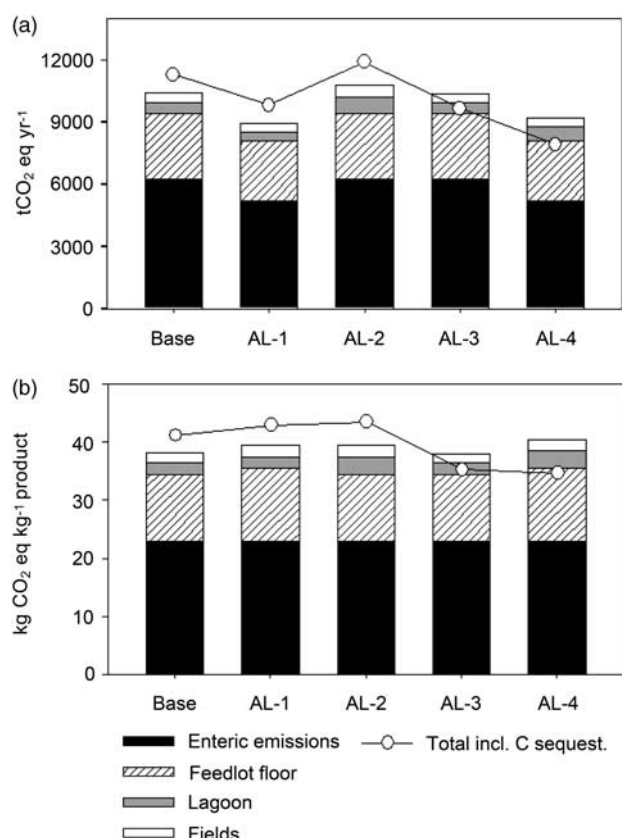 (a)
12000
9000
6000
3000
0
tCO₂ eq yr⁻¹
Base AL-1 AL-2 AL-3 AL-4
(b)
50
40
30
20
10
0
kg CO₂ eq kg⁻¹ product
Base AL-1 AL-2 AL-3 AL-4
Enteric emissions
Total incl. C sequest.
Feedlot floor
Lagoon
Fields